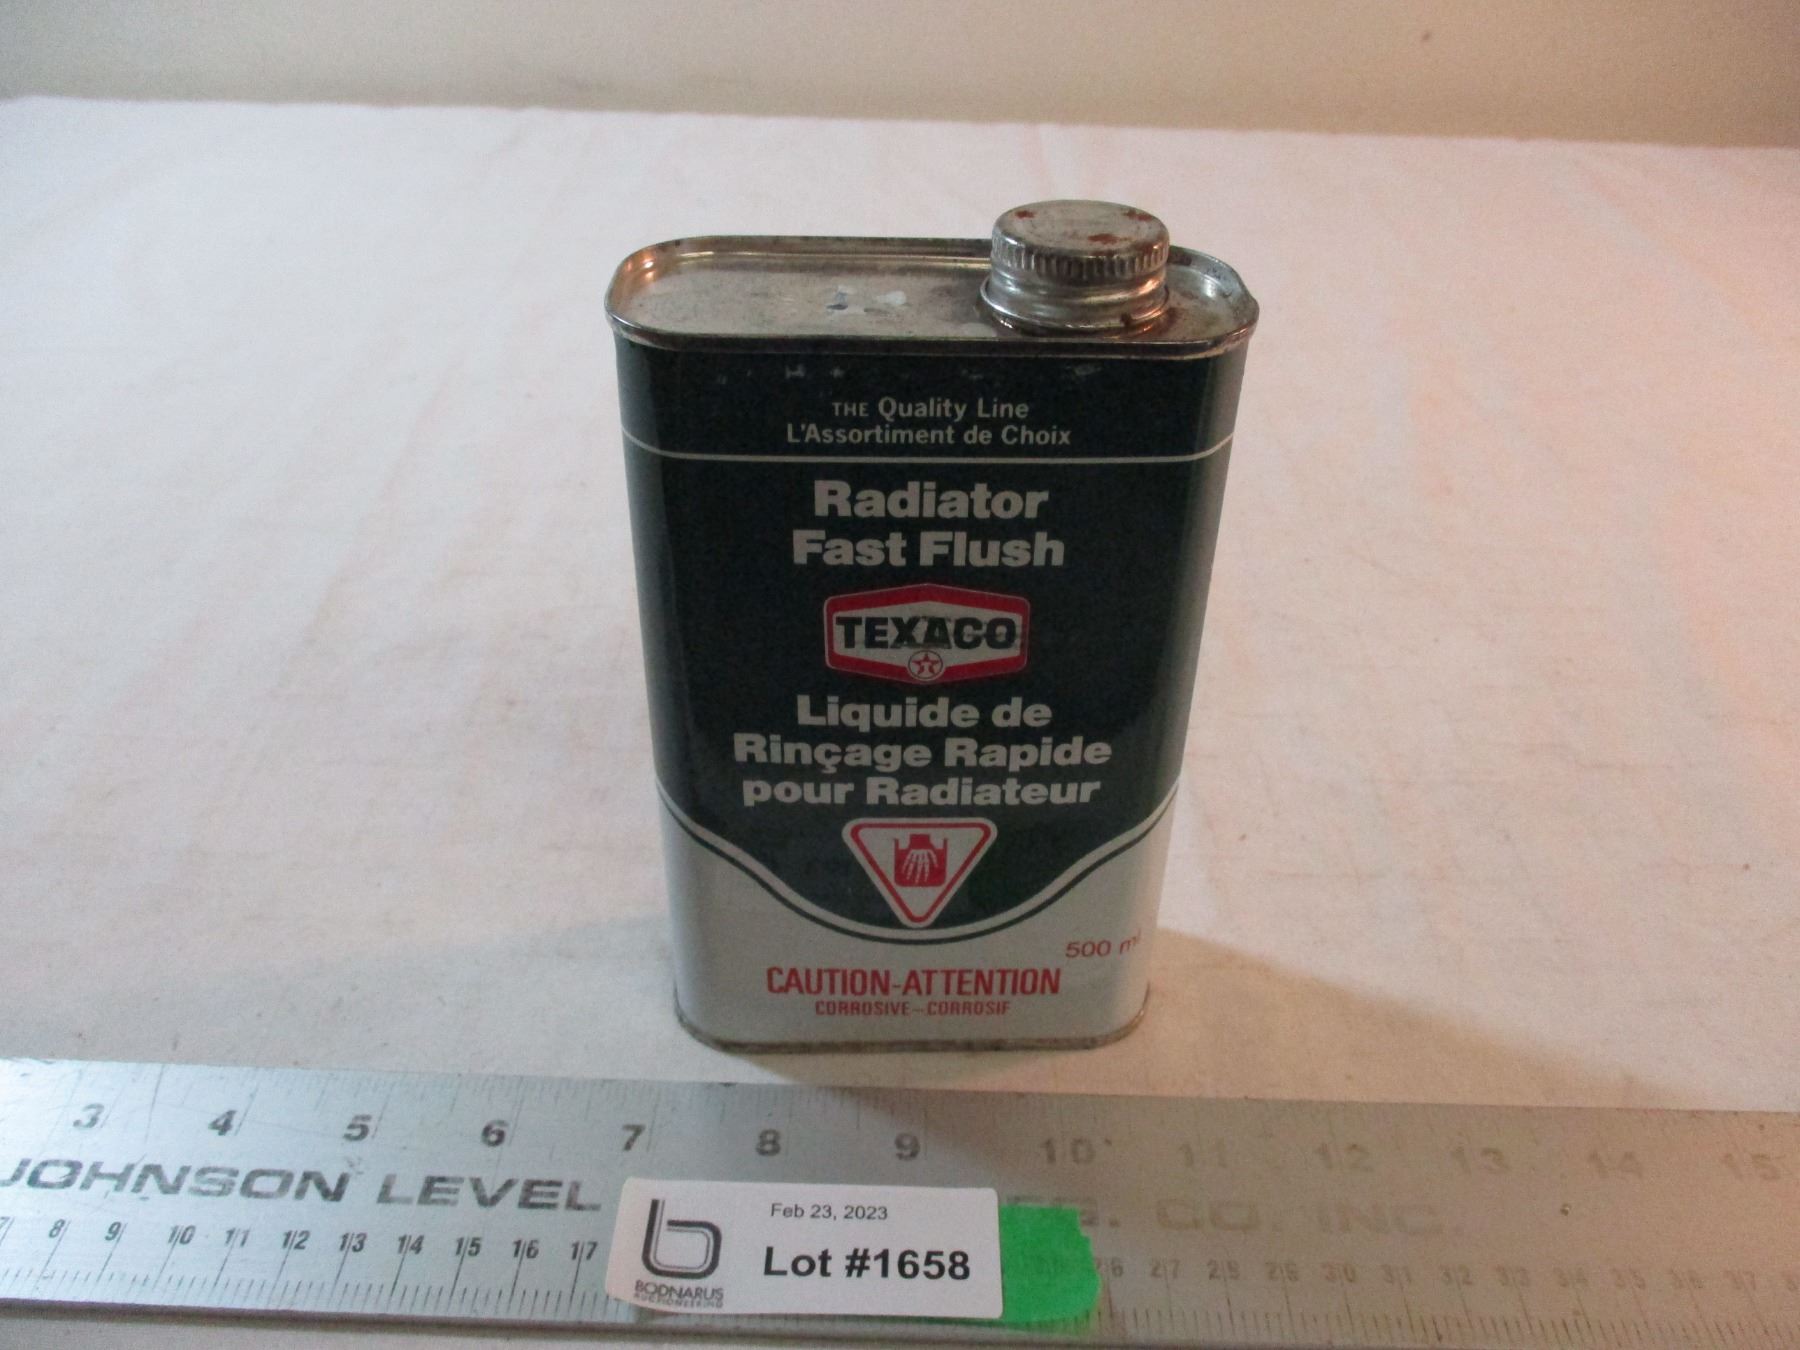 THE Quality Line
L'Assortiment de Choix
Radiator
Fast Flush
TEXACO
T
Liquide de
Rinçage Rapide
pour Radiateur
500 ml
CAUTION-ATTENTION
CORROSIVE-CORROSIF
3 4 5 6 7 8 9 10 11 12 13 14 15
JOHNSON LEVEL CO. INC.
7 8 9 10 11 12 13 14 15 16 17 26 27 28 29 30 31 32 33 34 35 36 37
b
Feb 23, 2023
Lot #1658
BODNARUS
AUCTIONEERING